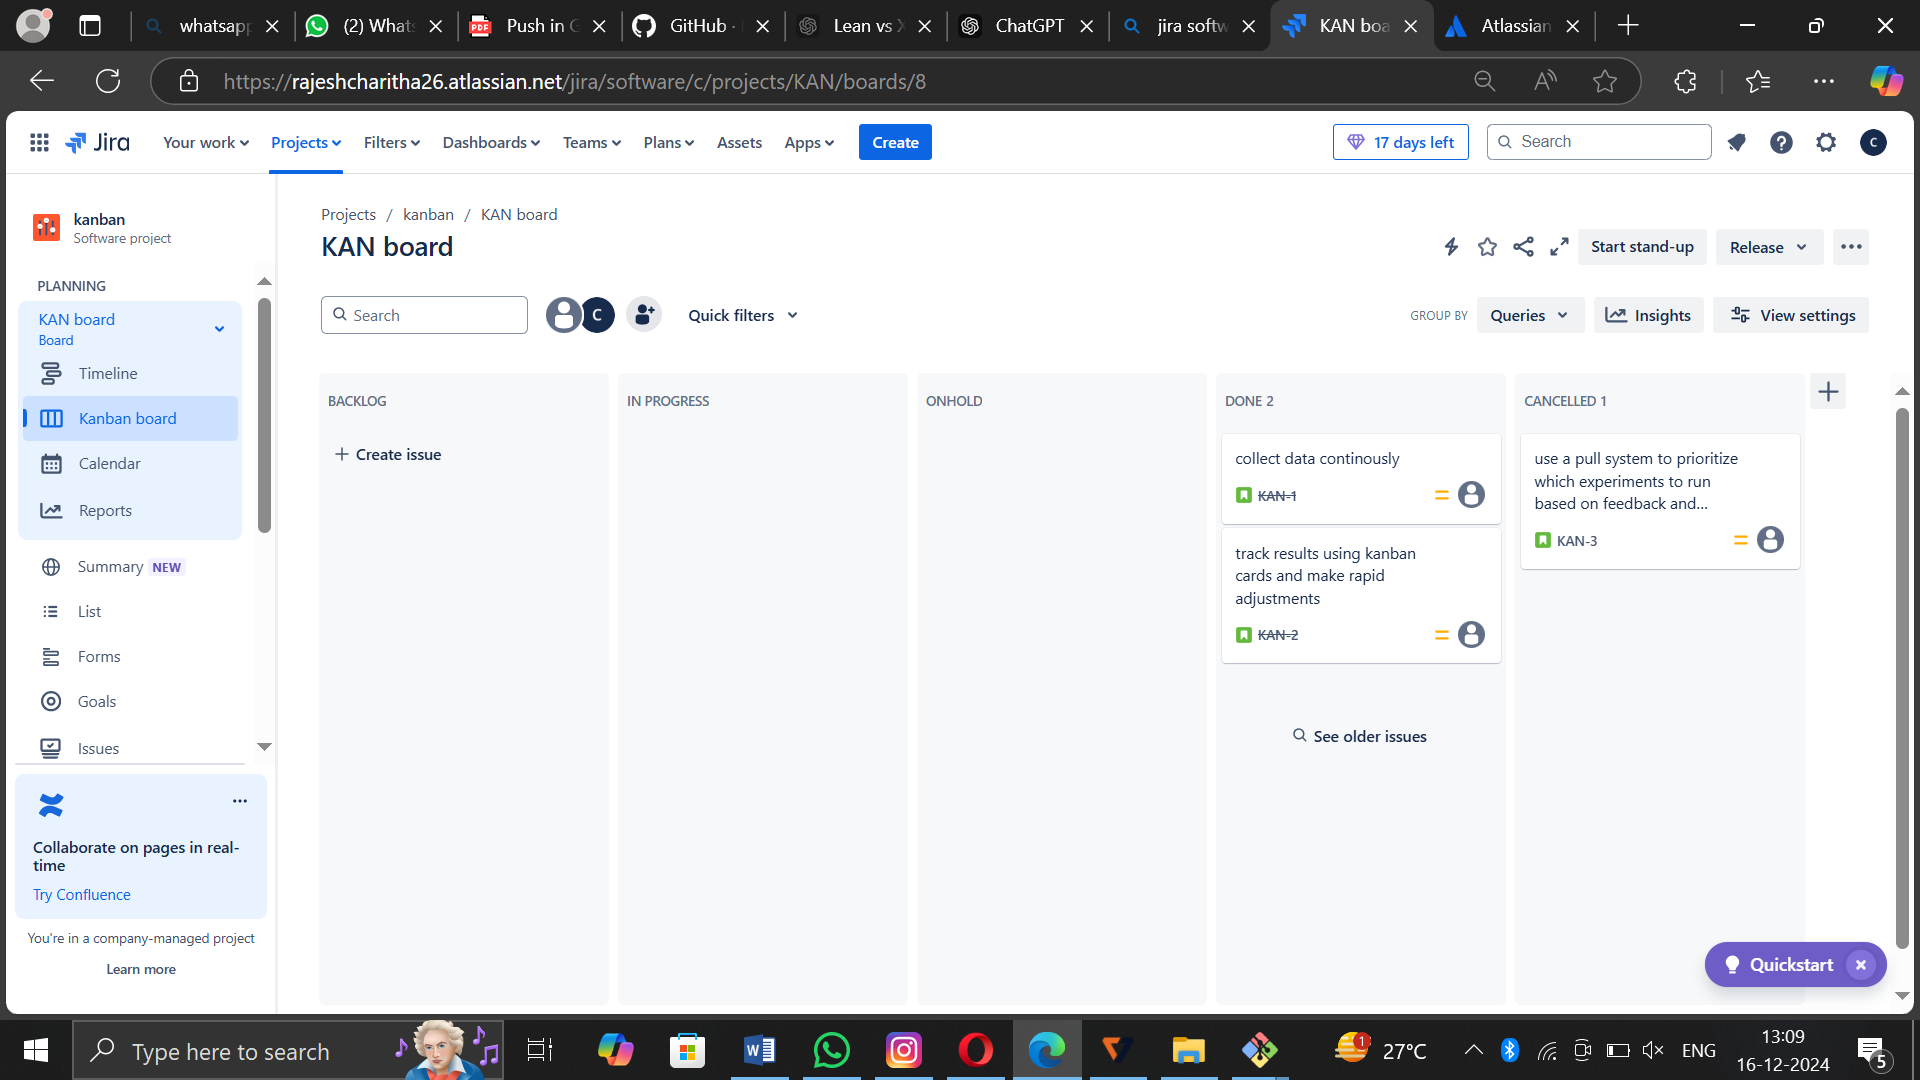 whatsapp
(2) Whats
Push in G
GitHub ·
Lean vs X
ChatGPT
jira softw
KAN boa
Atlassian
https://rajeshcharitha26.atlassian.net/jira/software/c/projects/KAN/boards/8
Jira
Your work
Projects
Filters
Dashboards
Teams
Plans
Assets
Apps
Create
17 days left
Search
C
kanban
Software project
PLANNING
KAN board
Board
Timeline
Kanban board
Calendar
Reports
Summary NEW
List
Forms
Goals
Issues
Collaborate on pages in real-
time
Try Confluence
You're in a company-managed project
Learn more
Projects / kanban / KAN board
KAN board
Start stand-up
Release
Search
C
Quick filters
GROUP BY
Queries
Insights
View settings
BACKLOG
+ Create issue
IN PROGRESS
ONHOLD
DONE 2
collect data continously
KAN-1
track results using kanban
cards and make rapid
adjustments
KAN-2
See older issues
CANCELLED 1
use a pull system to prioritize
which experiments to run
based on feedback and...
KAN-3
Quickstart
Type here to search
PDF
W
1
27°C
ENG
13:09
16-12-2024
5